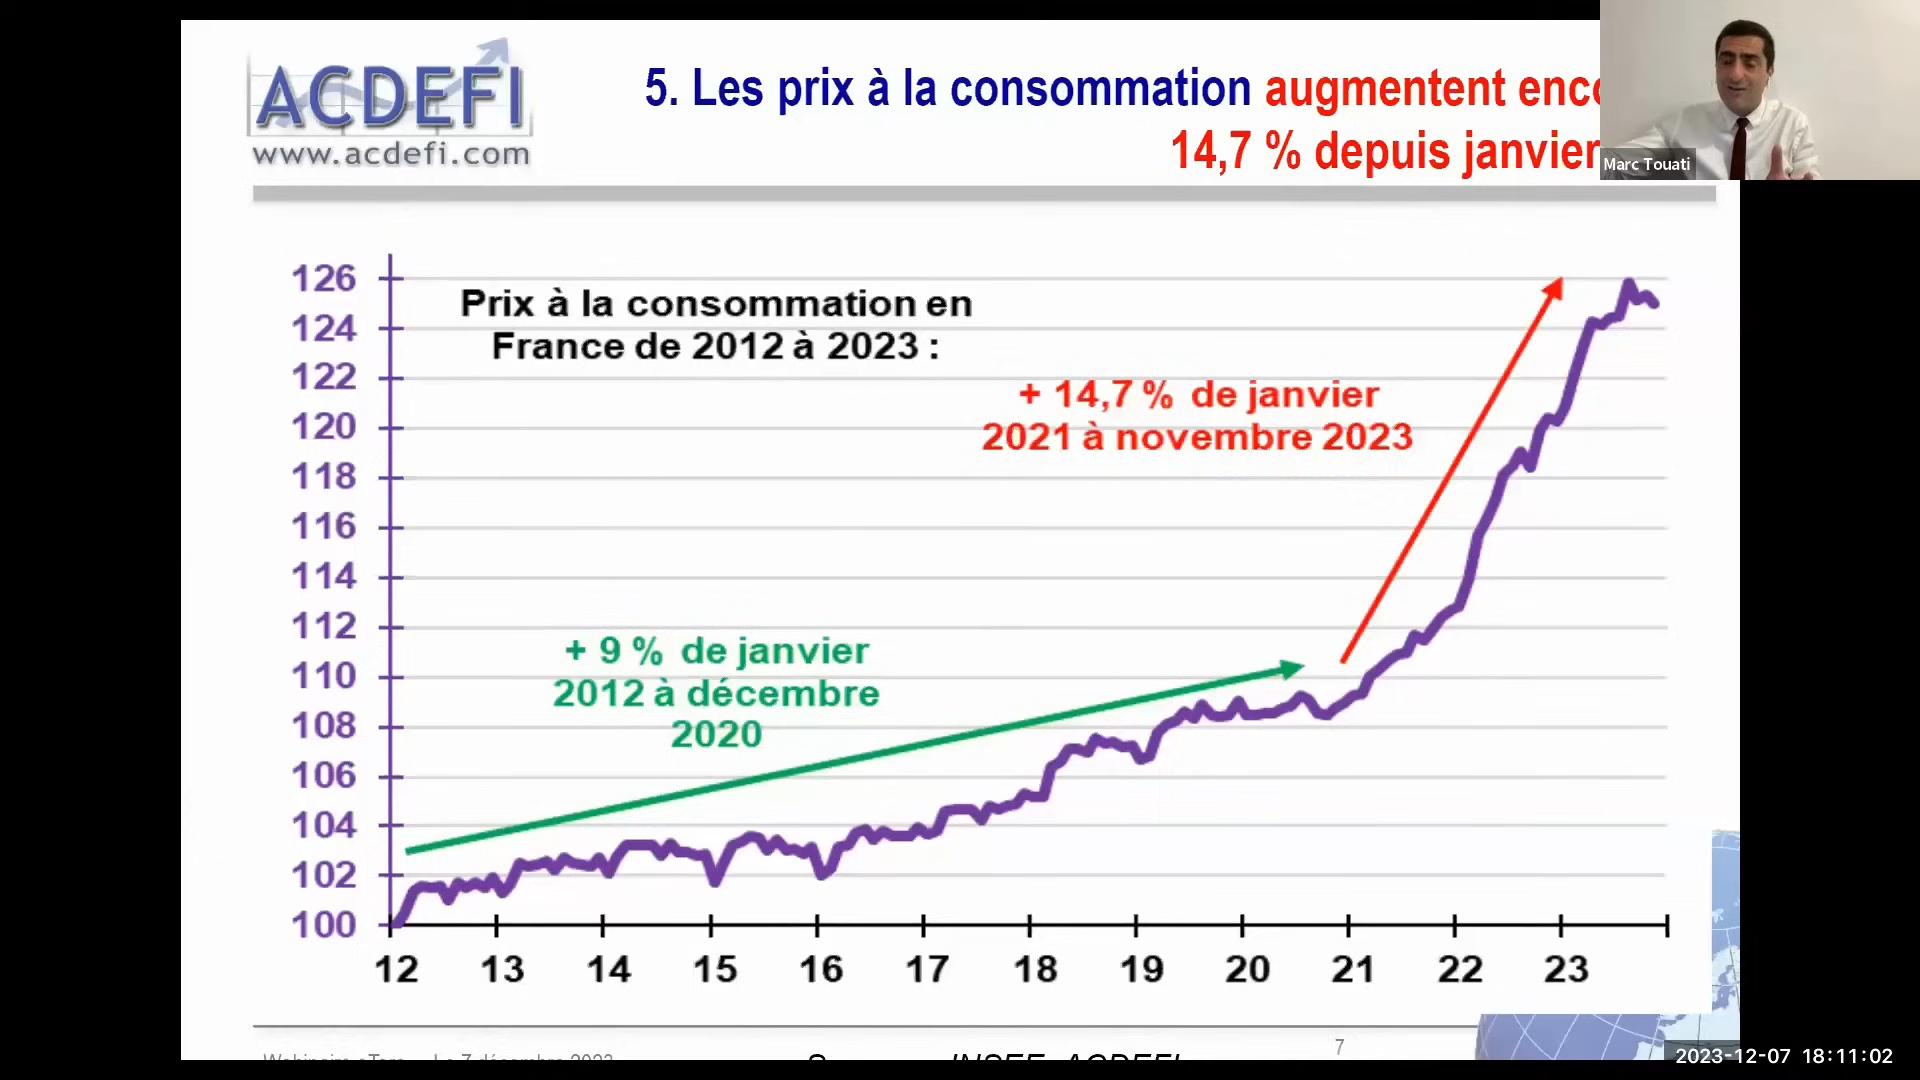 ACDEFI
www.acdefi.com
5. Les prix à la consommation augmentent
14,7 % depuis janvier
Marc Touati
126
124
122
120
118
116
114
112
110
108
106
104
102
100
Prix à la consommation en
France de 2012 à 2023 :
+ 14,7 % de janvier
2021 à novembre 2023
+ 9 % de janvier
2012 à décembre
2020
12 13 14 15 16 17 18 19 20 21 22 23
7
INSEE, ACDEFI
2023-12-07 18:11:02